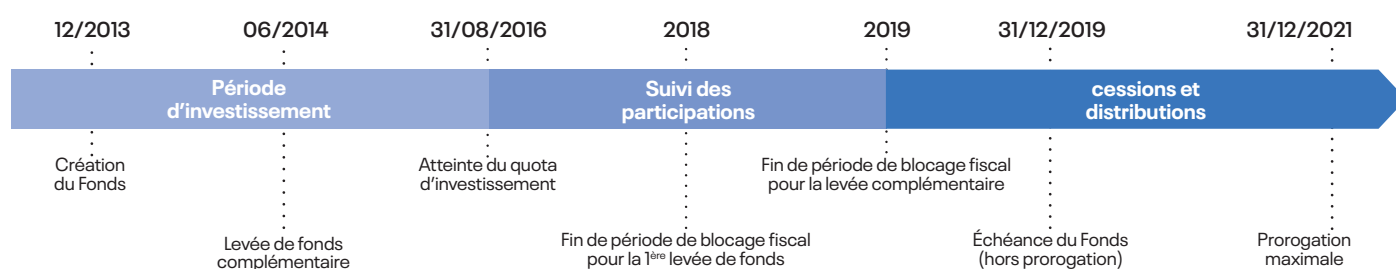 12/2013
06/2014
31/08/2016
2018
2019
31/12/2019
31/12/2021
Période
d'investissement
Suivi des
participations
cessions et
distributions
Création
du Fonds
Atteinte du quota
d'investissement
Fin de période de blocage fiscal
pour la levée complémentaire
Levée de fonds
complémentaire
Fin de période de blocage fiscal
pour la 1ère levée de fonds
Échéance du Fonds
(hors prorogation)
Prorogation
maximale